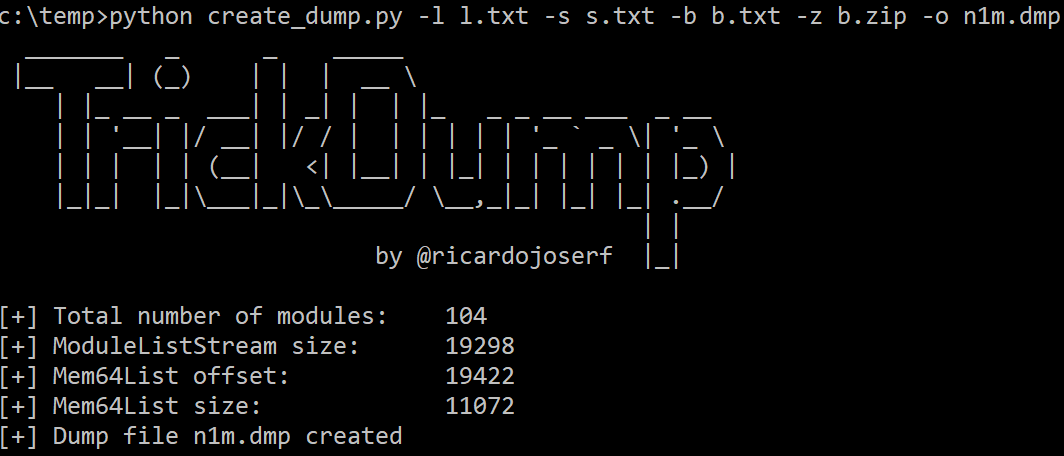 c:\temp>python create_dump.py -l l.txt -s s.txt -b b.txt -z b.zip -o n1m.dmp
TrickDump
by @ricardojoserf
[+] Total number of modules: 104
[+] ModuleListStream size: 19298
[+] Mem64List offset: 19422
[+] Mem64List size: 11072
[+] Dump file n1m.dmp created